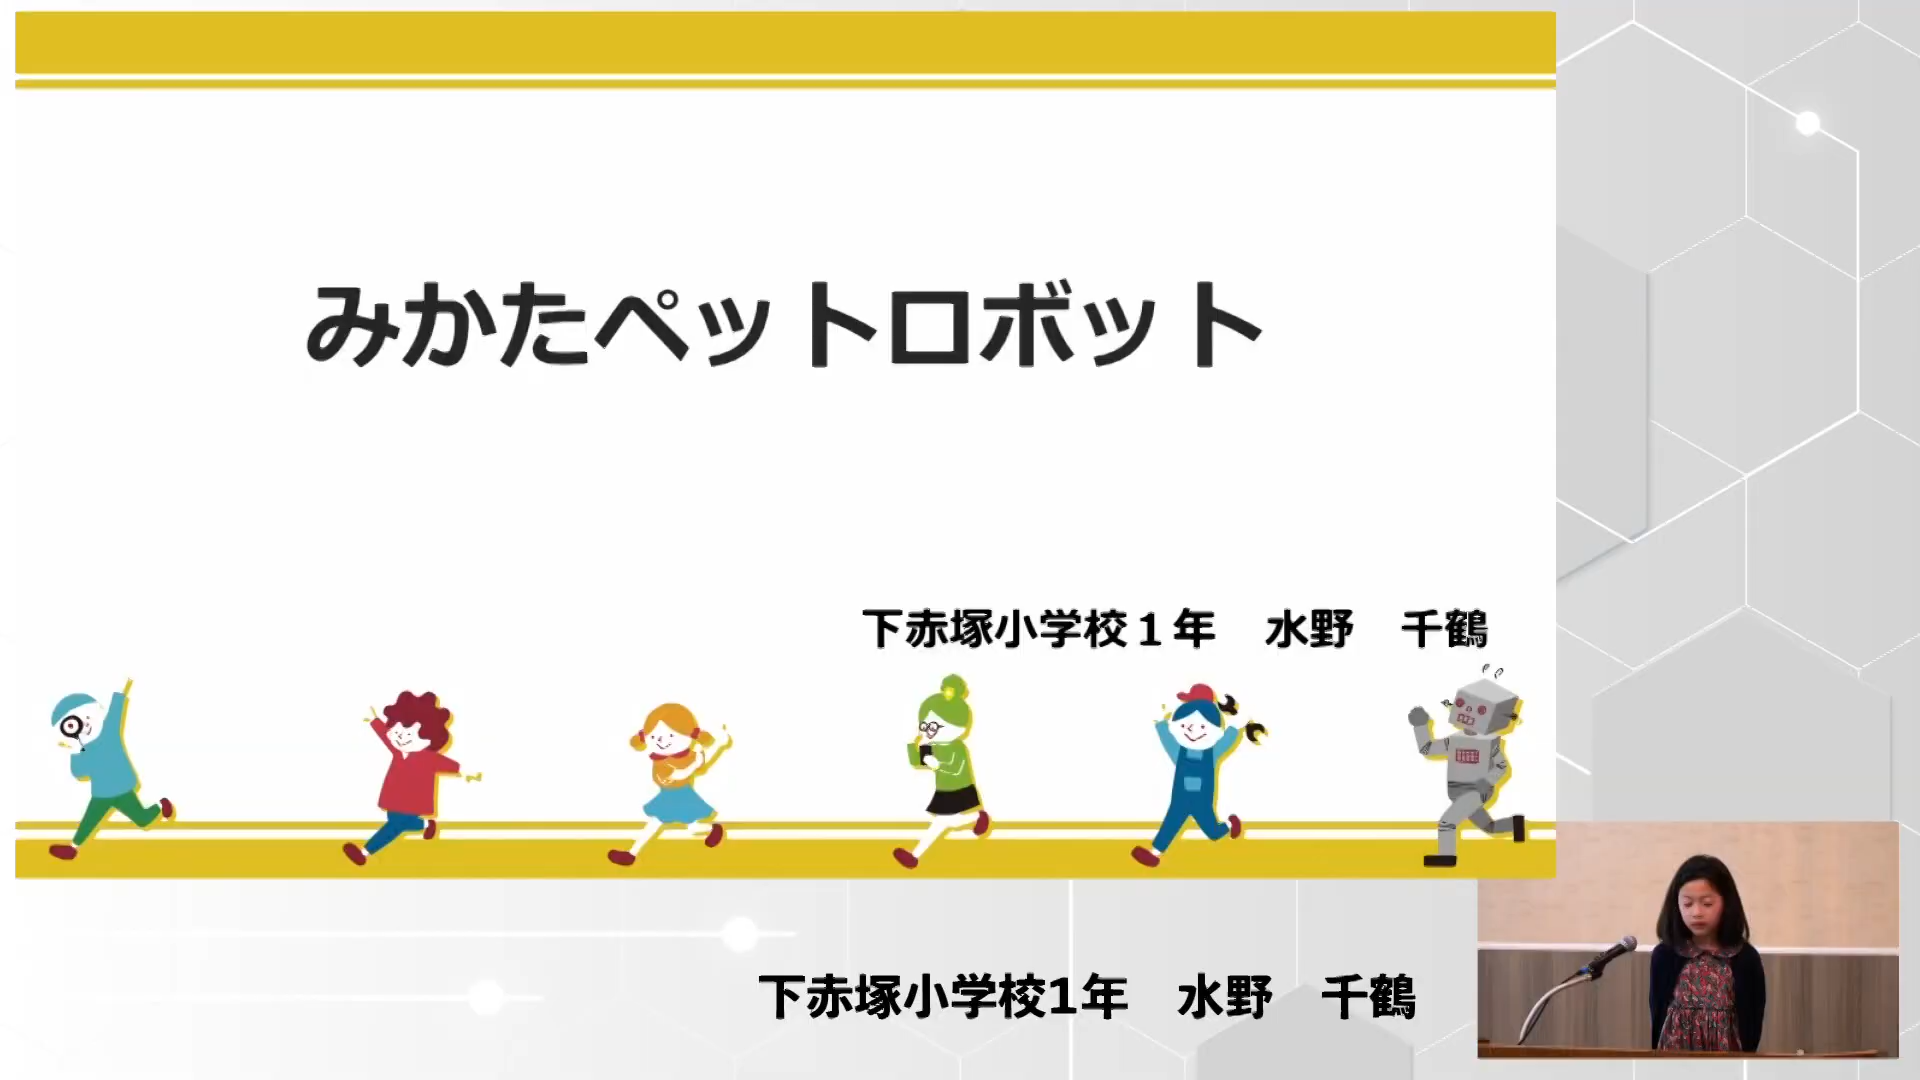 みかたペットロボット
下赤塚小学校１年　水野　千鶴
下赤塚小学校1年　水野　千鶴